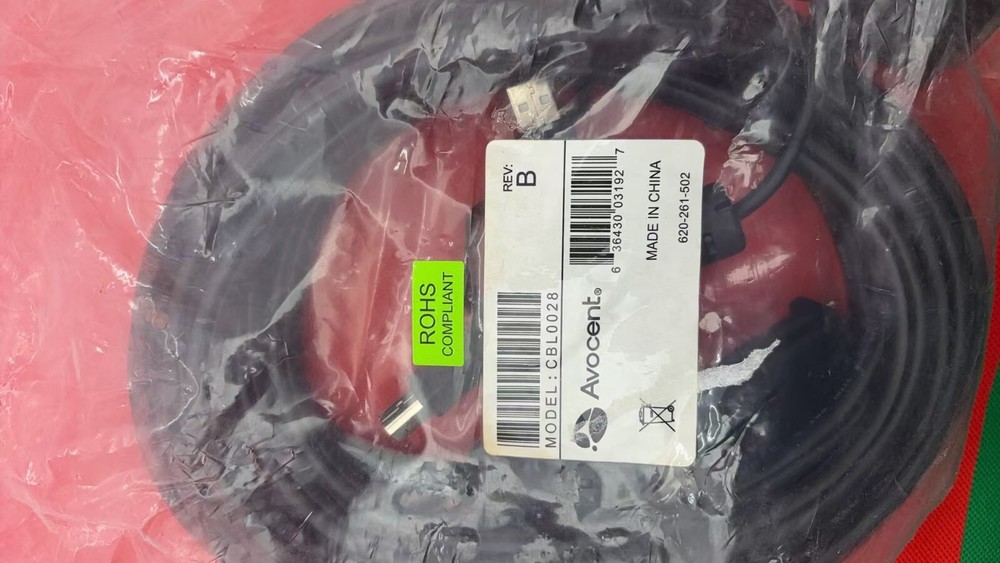 ROHS
COMPLIANT
REV:
B
MODEL: CBL0028
Avocent®
6 36430 03192 7
MADE IN CHINA
620-261-502